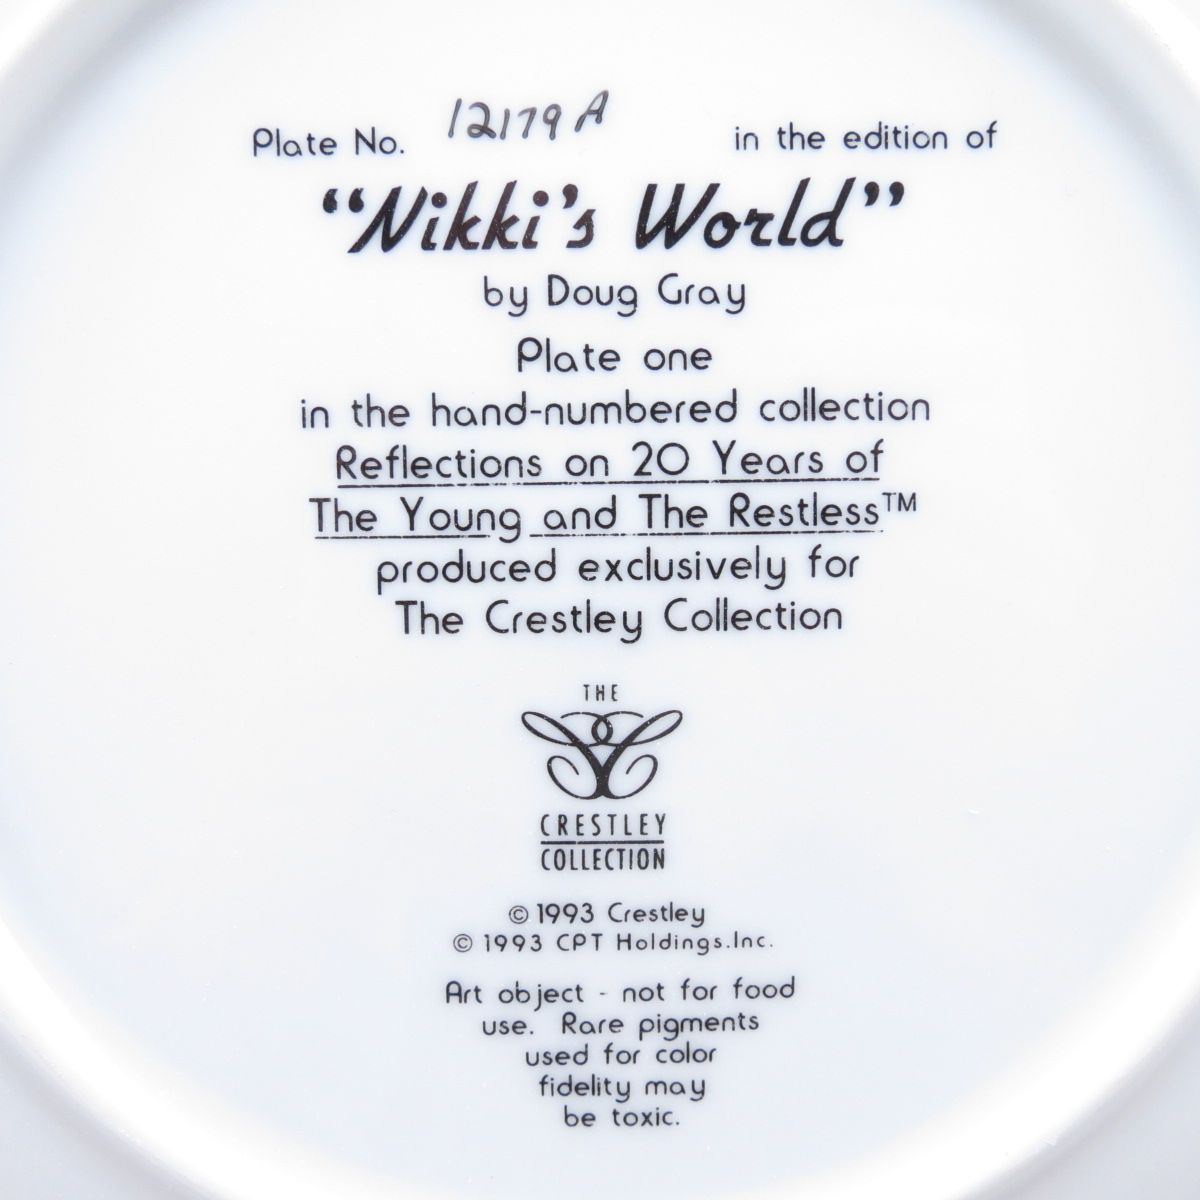 Plate No. 12179 A in the edition of
“Nikki’s World”
by Doug Gray
Plate one
in the hand-numbered collection
Reflections on 20 Years of
The Young and The Restless™
produced exclusively for
The Crestley Collection
THE
CRESTLEY
COLLECTION
© 1993 Crestley
© 1993 CPT Holdings.Inc.
Art object - not for food
use. Rare pigments
used for color
fidelity may
be toxic.